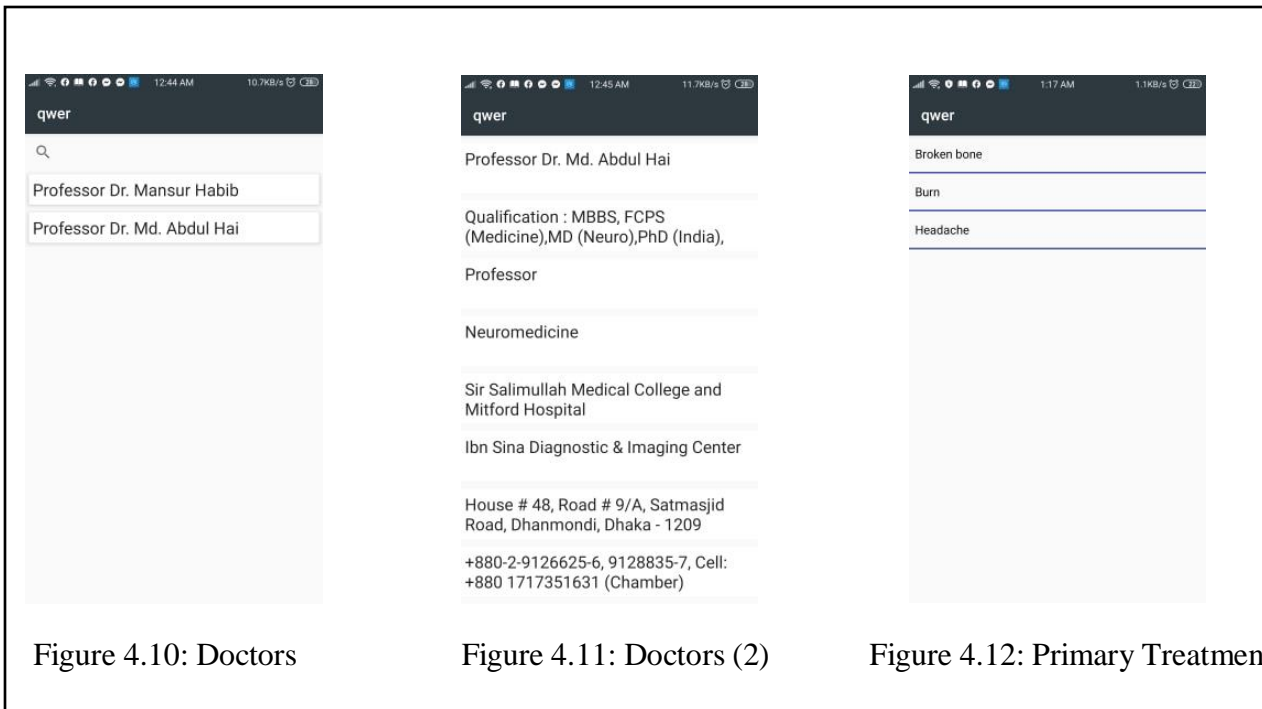 12:44 AM 10.7KB/s 28
qwer
Professor Dr. Mansur Habib
Professor Dr. Md. Abdul Hai
Figure 4.10: Doctors
12:45 AM 11.7KB/s 28
qwer
Professor Dr. Md. Abdul Hai
Qualification : MBBS, FCPS
(Medicine),MD (Neuro),PhD (India),
Professor
Neuromedicine
Sir Salimullah Medical College and
Mitford Hospital
Ibn Sina Diagnostic & Imaging Center
House # 48, Road # 9/A, Satmasjid
Road, Dhanmondi, Dhaka - 1209
+880-2-9126625-6, 9128835-7, Cell:
+880 1717351631 (Chamber)
Figure 4.11: Doctors (2)
1:17 AM 1.1KB/s 22
qwer
Broken bone
Burn
Headache
Figure 4.12: Primary Treatmen